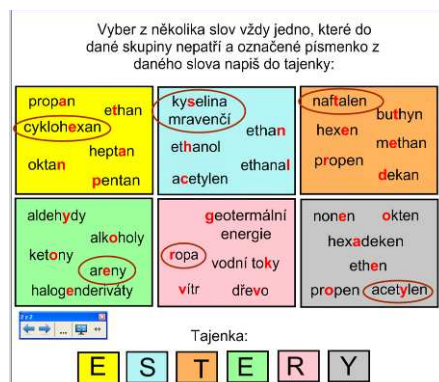 Vyber z několika slov vždy jedno, které do
dané skupiny nepatří a označené písmenko z
daného slova napiš do tajenky:
propan
ethan
cyklohexan
heptan
oktan
pentan
kyselina
mravenčí
ethan
ethanol
ethanal
acetylen
naftalen
buthyn
hexen
methan
propen
dekan
aldehydy
alkoholy
ketony
areny
halogenderiváty
geotermální
energie
ropa
vodní toky
vítr
dřevo
nonen
okten
hexadeken
ethen
propen
acetylen
2 z 2
...
Tajenka:
E S T E R Y